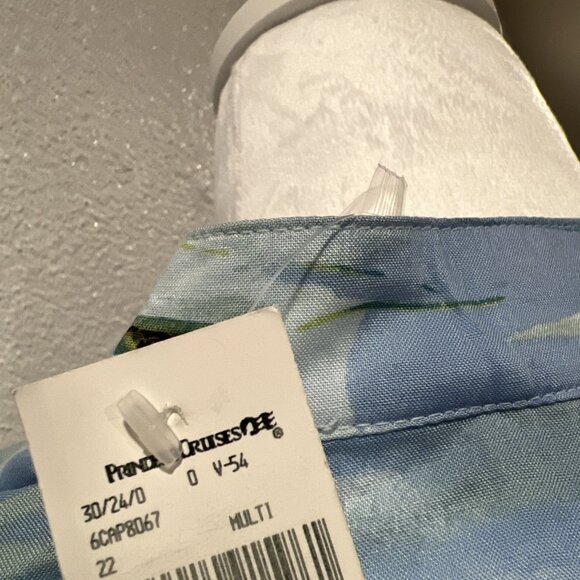 CRUISES®
30/24/0 0 V-54
6CAP8067 MULTI
22